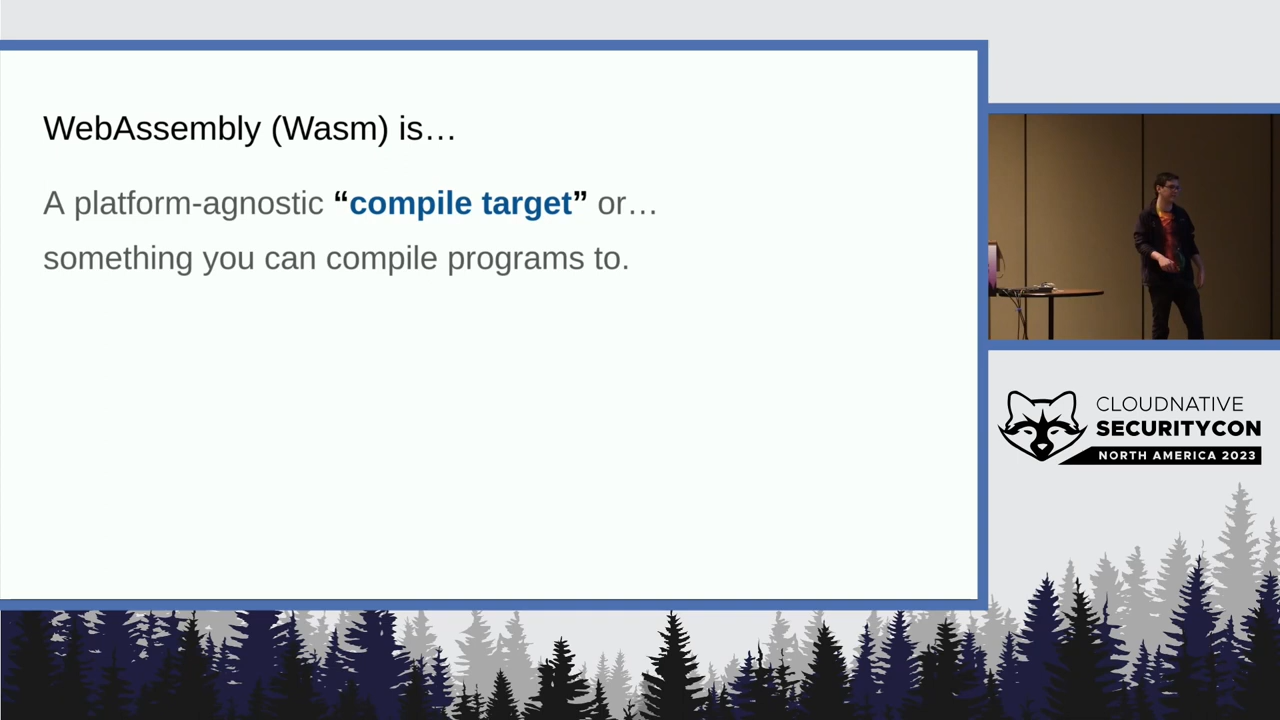 WebAssembly (Wasm) is…
A platform-agnostic “compile target” or…
something you can compile programs to.
CLOUDNATIVE
SECURITYCON
NORTH AMERICA 2023